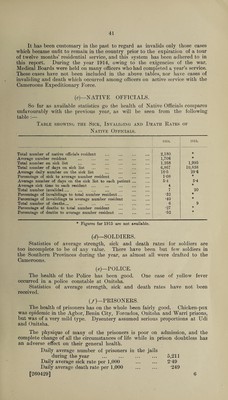 41
It has been customary in the past to regard as invalids only those cases
which became unfit to remain in the country prior to the expiration of a tour
of twelve months' residential service, and this system has been adhered to in
this report. During the year 1914, owing to the exigencies of the war,
Medical Boards were held on many officers who had completed a year's service.
These cases have not been included in the above tables, nor have cases of
invaliding and death which occurred among officers on active service with the
Cameroons Expeditionary Force.
(c)—NATIVE OFFICIALS.
So far as available statistics go the health of Native Officials compares
unfavourably with the previous year, as will be seen from the following
table :—
TABLE SHOWING THE SICK, INVALIDING AND DEATH RATES OF
NATIVE OFFICIALS.
Total number of native officials resident
Average number resident
Total number on sick list
Total number of days on sick list
Average daily number on the sick list
Percentage of sick to average number resident
Average number of days on the sick list to each patient
Average sick time to each resident
Total number invalided
Percentage of invalidings to total number resident
Percentage of invalidings to average number resident
Total number of deaths
Percentage of deaths to total number resident
Percentage of deaths to average number resident
* Figures for 1913 are not available.
(d)—SOLDIERS.
Statistics of average strength, sick and death rates for soldiers are
too incomplete to be of any value. There have been but few soldiers in
the Southern Provinces during the year, as almost all were drafted to the
Cameroons.
(e)—POLICE.
The health of the Police has been good. One case of yellow fever
occurred in a police constable at Onitsha.
Statistics of average strength, sick and death rates have not been
received.
(f)—PRISONERS.
The health of prisoners has on the whole been fairly good. Chicken-pox
was epidemic in the Agbor, Benin City, Forcados, Onitsha and Warri prisons,
but was of a very mild type. Dysentery assumed serious proportions at Udi
and Onitsha.
The physique of many of the prisoners is poor on admission, and the
complete change of all the circumstances of life while in prison doubtless has
an adverse effect on their general health.
Daily average number of prisoners in the jails
during the year ... 5,211
Daily average sick rate per 1,000 ... 2·49
Daily average death rate per 1,000 ... ·249